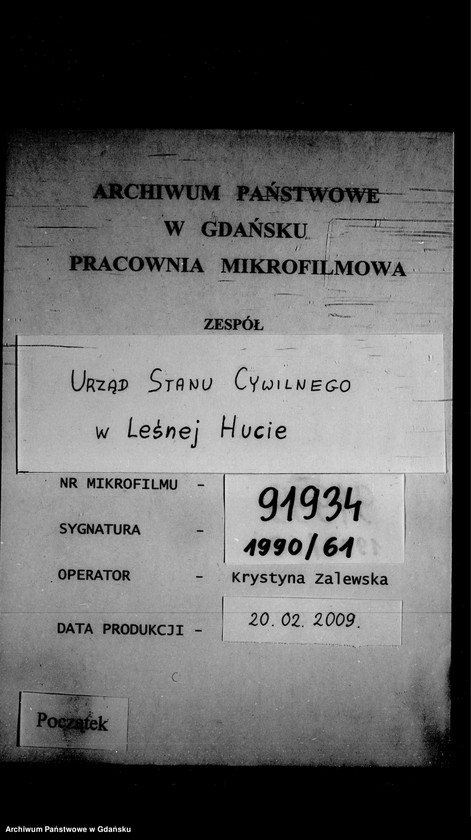 ARCHIWUM PAŃSTWOWE
W GDAŃSKU
PRACOWNIA MIKROFILMOWA
ZESPÓŁ
URZĄD STANU CYWILNEGO
w Leśnej Hucie
NR MIKROFILMU - 91934
SYGNATURA - 1990/61
OPERATOR - Krystyna Zalewska
DATA PRODUKCJI - 20.02.2009.
Początek
Archiwum Państwowe w Gdańsku